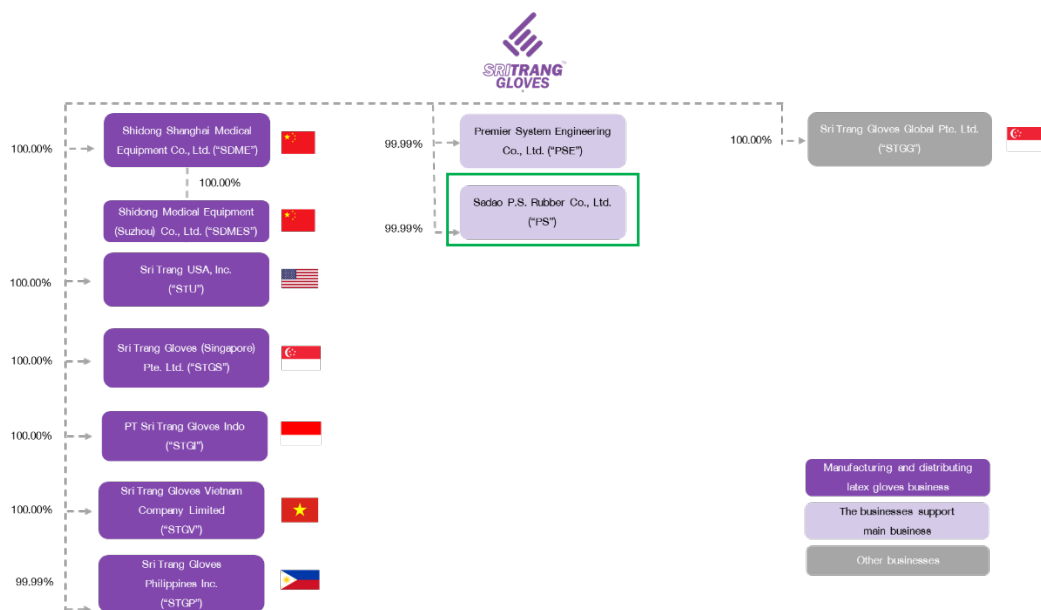 SRITRANG
GLOVES
100.00%
Shidong Shanghai Medical
Equipment Co., Ltd. (“SDME”)
100.00%
Shidong Medical Equipment
(Suzhou) Co., Ltd. (“SDMES”)
100.00%
Sri Trang USA, Inc.
(“STU”)
100.00%
Sri Trang Gloves (Singapore)
Pte. Ltd. (“STGS”)
100.00%
PT Sri Trang Gloves Indo
(“STGI”)
100.00%
Sri Trang Gloves Vietnam
Company Limited
(“STGV”)
99.99%
Sri Trang Gloves
Philippines Inc.
(“STGP”)
99.99%
Premier System Engineering
Co., Ltd. (“PSE”)
99.99%
Sadao P.S. Rubber Co., Ltd.
(“PS”)
100.00%
Sri Trang Gloves Global Pte. Ltd.
(“STGG”)
Manufacturing and distributing
latex gloves business
The businesses support
main business
Other businesses